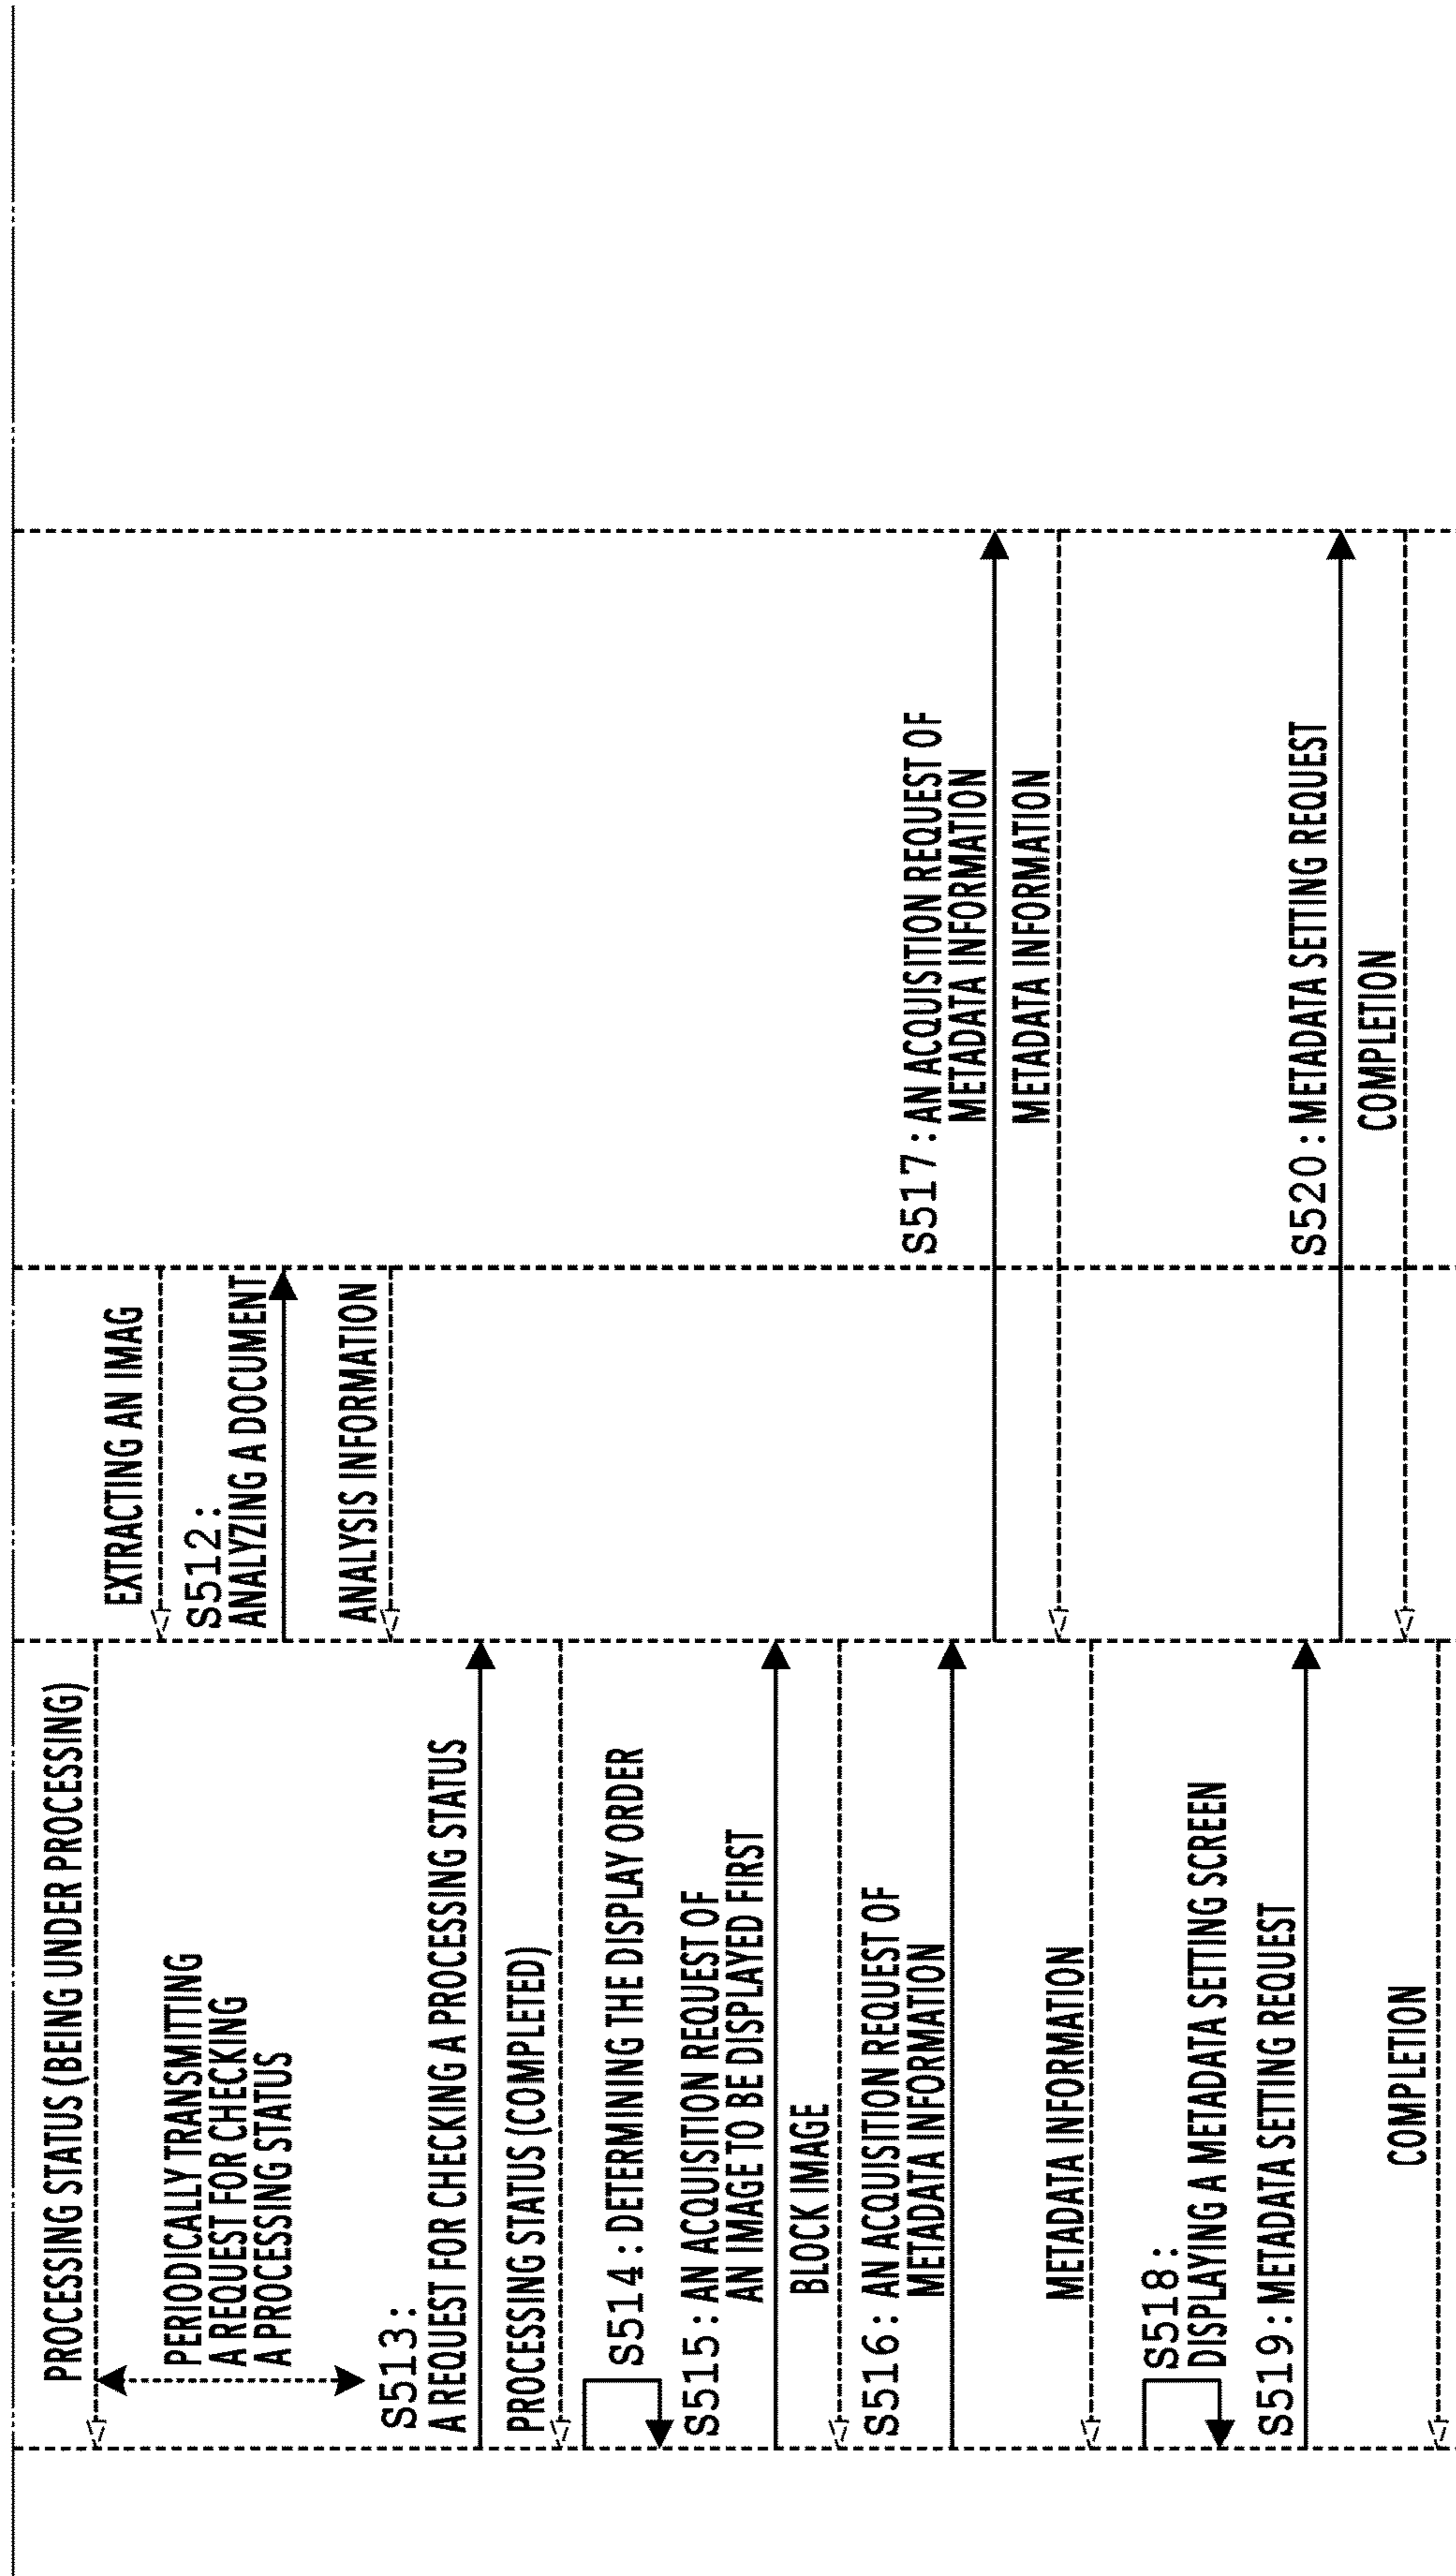 PROCESSING STATUS (BEING UNDER PROCESSING)
EXTRACTING AN IMAG
PERIODICALLY TRANSMITTING
A REQUEST FOR CHECKING
A PROCESSING STATUS
S512:
ANALYZING A DOCUMENT
ANALYSIS INFORMATION
S513:
A REQUEST FOR CHECKING A PROCESSING STATUS
PROCESSING STATUS (COMPLETED)
S514: DETERMINING THE DISPLAY ORDER
S515: AN ACQUISITION REQUEST OF
AN IMAGE TO BE DISPLAYED FIRST
BLOCK IMAGE
S516: AN ACQUISITION REQUEST OF
METADATA INFORMATION
S517: AN ACQUISITION REQUEST OF
METADATA INFORMATION
METADATA INFORMATION
METADATA INFORMATION
S518:
DISPLAYING A METADATA SETTING SCREEN
S519: METADATA SETTING REQUEST
S520: METADATA SETTING REQUEST
COMPLETION
COMPLETION